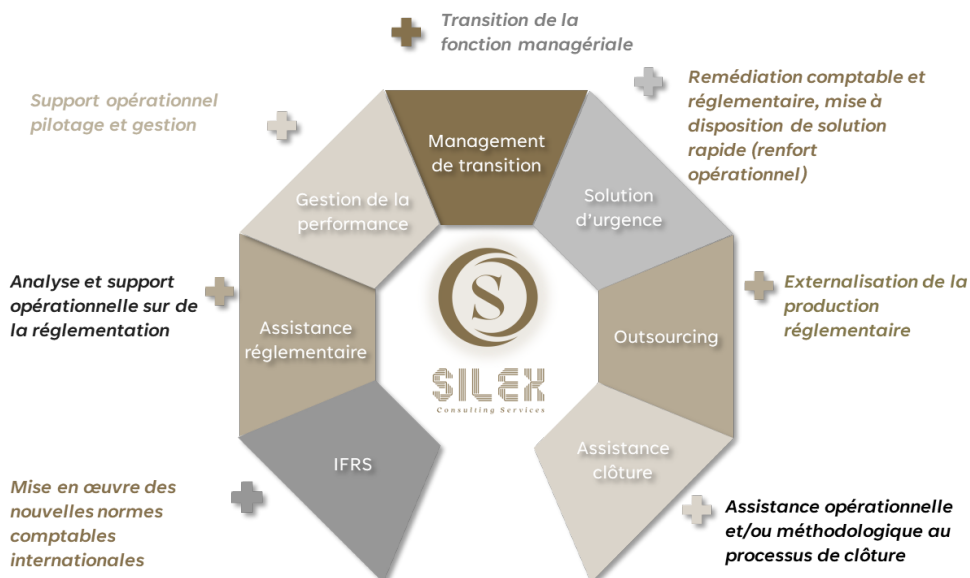 Transition de la
fonction managériale
Support opérationnel
pilotage et gestion
Remédiation comptable et
réglementaire, mise à
disposition de solution
rapide (renfort
opérationnel)
Management
de transition
Gestion de la
performance
Solution
d'urgence
Analyse et support
opérationnelle sur de
la réglementation
Assistance
réglementaire
S
SILEX
Consulting Services
Outsourcing
Externalisation de la
production
réglementaire
IFRS
Assistance
clôture
Mise en œuvre des
nouvelles normes
comptables
internationales
Assistance opérationnelle
et/ou méthodologique au
processus de clôture